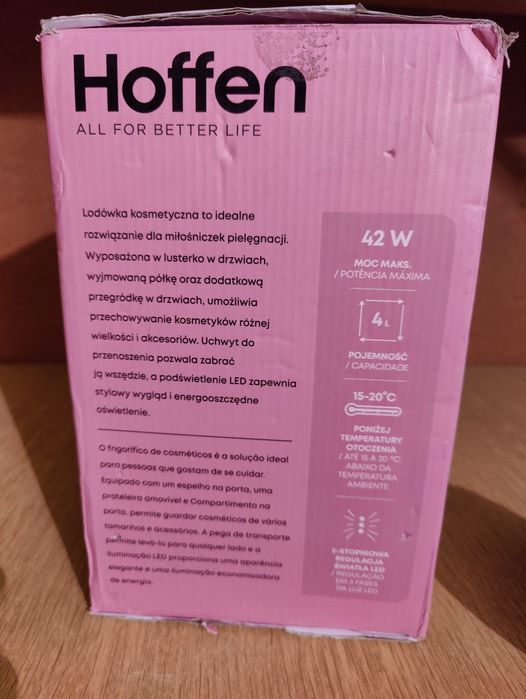 Hoffen
ALL FOR BETTER LIFE
Lodówka kosmetyczna to idealne
rozwiązanie dla miłośniczek pielęgnacji.
Wyposażona w lusterko w drzwiach,
wyjmowaną półkę oraz dodatkową
przegródkę w drzwiach, umożliwia
przechowywanie kosmetyków różnej
wielkości i akcesoriów. Uchwyt do
przenoszenia pozwala zabrać
ją wszędzie, a podświetlenie LED zapewnia
stylowy wygląd i energooszczędne
oświetlenie.
O frigorífico de cosméticos é a solução ideal
para pessoas que gostam de se cuidar.
Equipado com um espelho na porta, uma
prateleira amovível e Compartimento na
porta, permite guardar cosméticos de vários
tamanhos e acessórios. A pega de transporte
permite levá-lo para qualquer lado e a
iluminação LED proporciona uma aparência
elegante e uma iluminação economizadora
de energia.
42 W
MOC MAKS.
/ POTÊNCIA MÁXIMA
4 L
POJEMNOŚĆ
/ CAPACIDADE
15-20°C
PONIŻEJ
TEMPERATURY
OTOCZENIA
/ ATÉ 15 A 20 °C
ABAIXO DA
TEMPERATURA
AMBIENTE
3-STOPNIOWA
REGULACJA
ŚWIATŁA LED
/ REGULAÇÃO
EM 3 FASES
DA LUZ LED